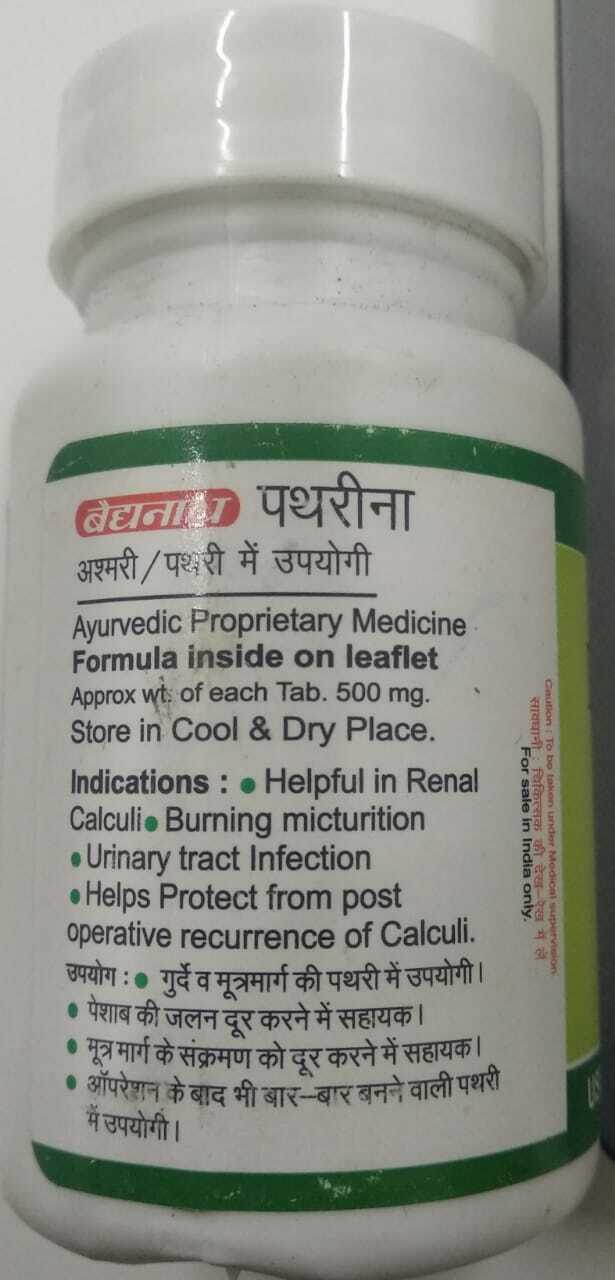 बैद्यनाथ पथरीना
अश्मरी/पथरी में उपयोगी
Ayurvedic Proprietary Medicine
Formula inside on leaflet
Approx wt. of each Tab. 500 mg.
Store in Cool & Dry Place.
Indications : • Helpful in Renal
Calculi • Burning micturition
• Urinary tract Infection
• Helps Protect from post
operative recurrence of Calculi.
उपयोग : • गुर्दे व मूत्रमार्ग की पथरी में उपयोगी।
• पेशाब की जलन दूर करने में सहायक।
• मूत्र मार्ग के संक्रमण को दूर करने में सहायक।
• ऑपरेशन के बाद भी बार–बार बनने वाली पथरी
में उपयोगी।
Caution : To be taken under Medical supervision
सावधानी : चिकित्सक की देख–रेख में लें
For sale in India only.